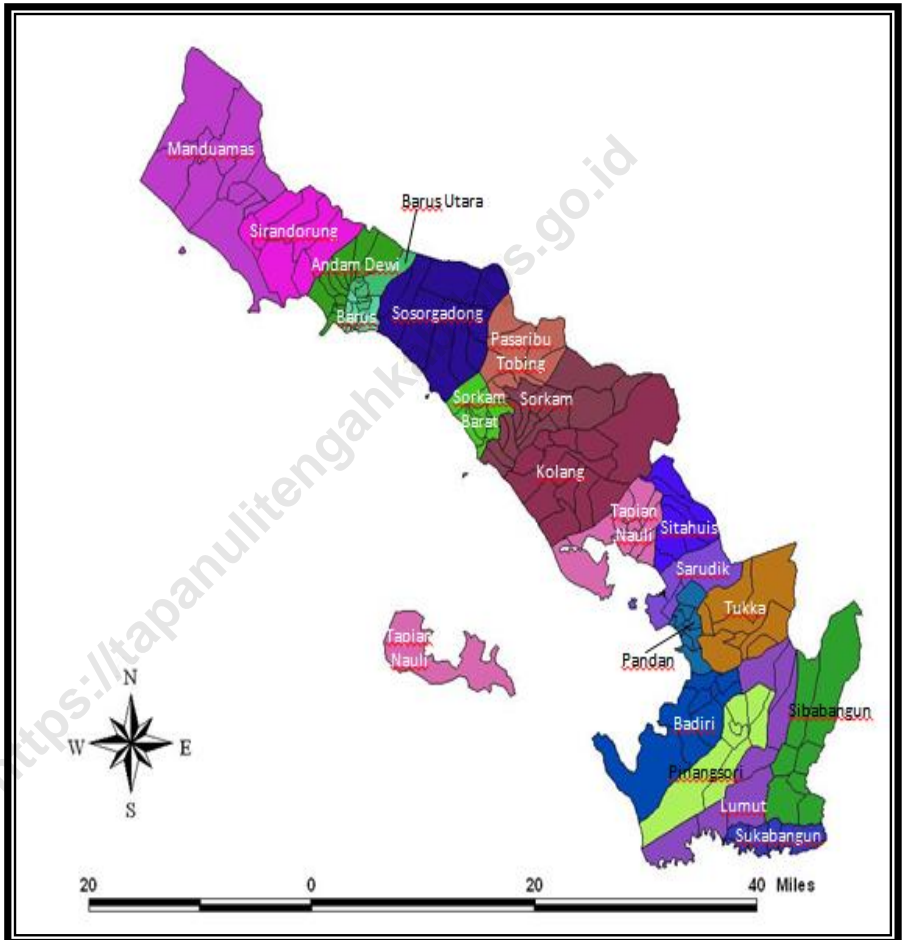 Manduamas
Barus Utara
Sirandorung
Andam Dewi
Barus
Sosorgadong
Pasaribu
Tobing
Sorkam
Barat
Sorkam
Kolang
Tapian
Nauli
Sitahuis
Sarudik
Tukka
Pandan
Tapian
Nauli
Badiri
Sibabangun
Pinangsori
Lumut
Sukabangun
N
W E
S
20 0 20 40 Miles